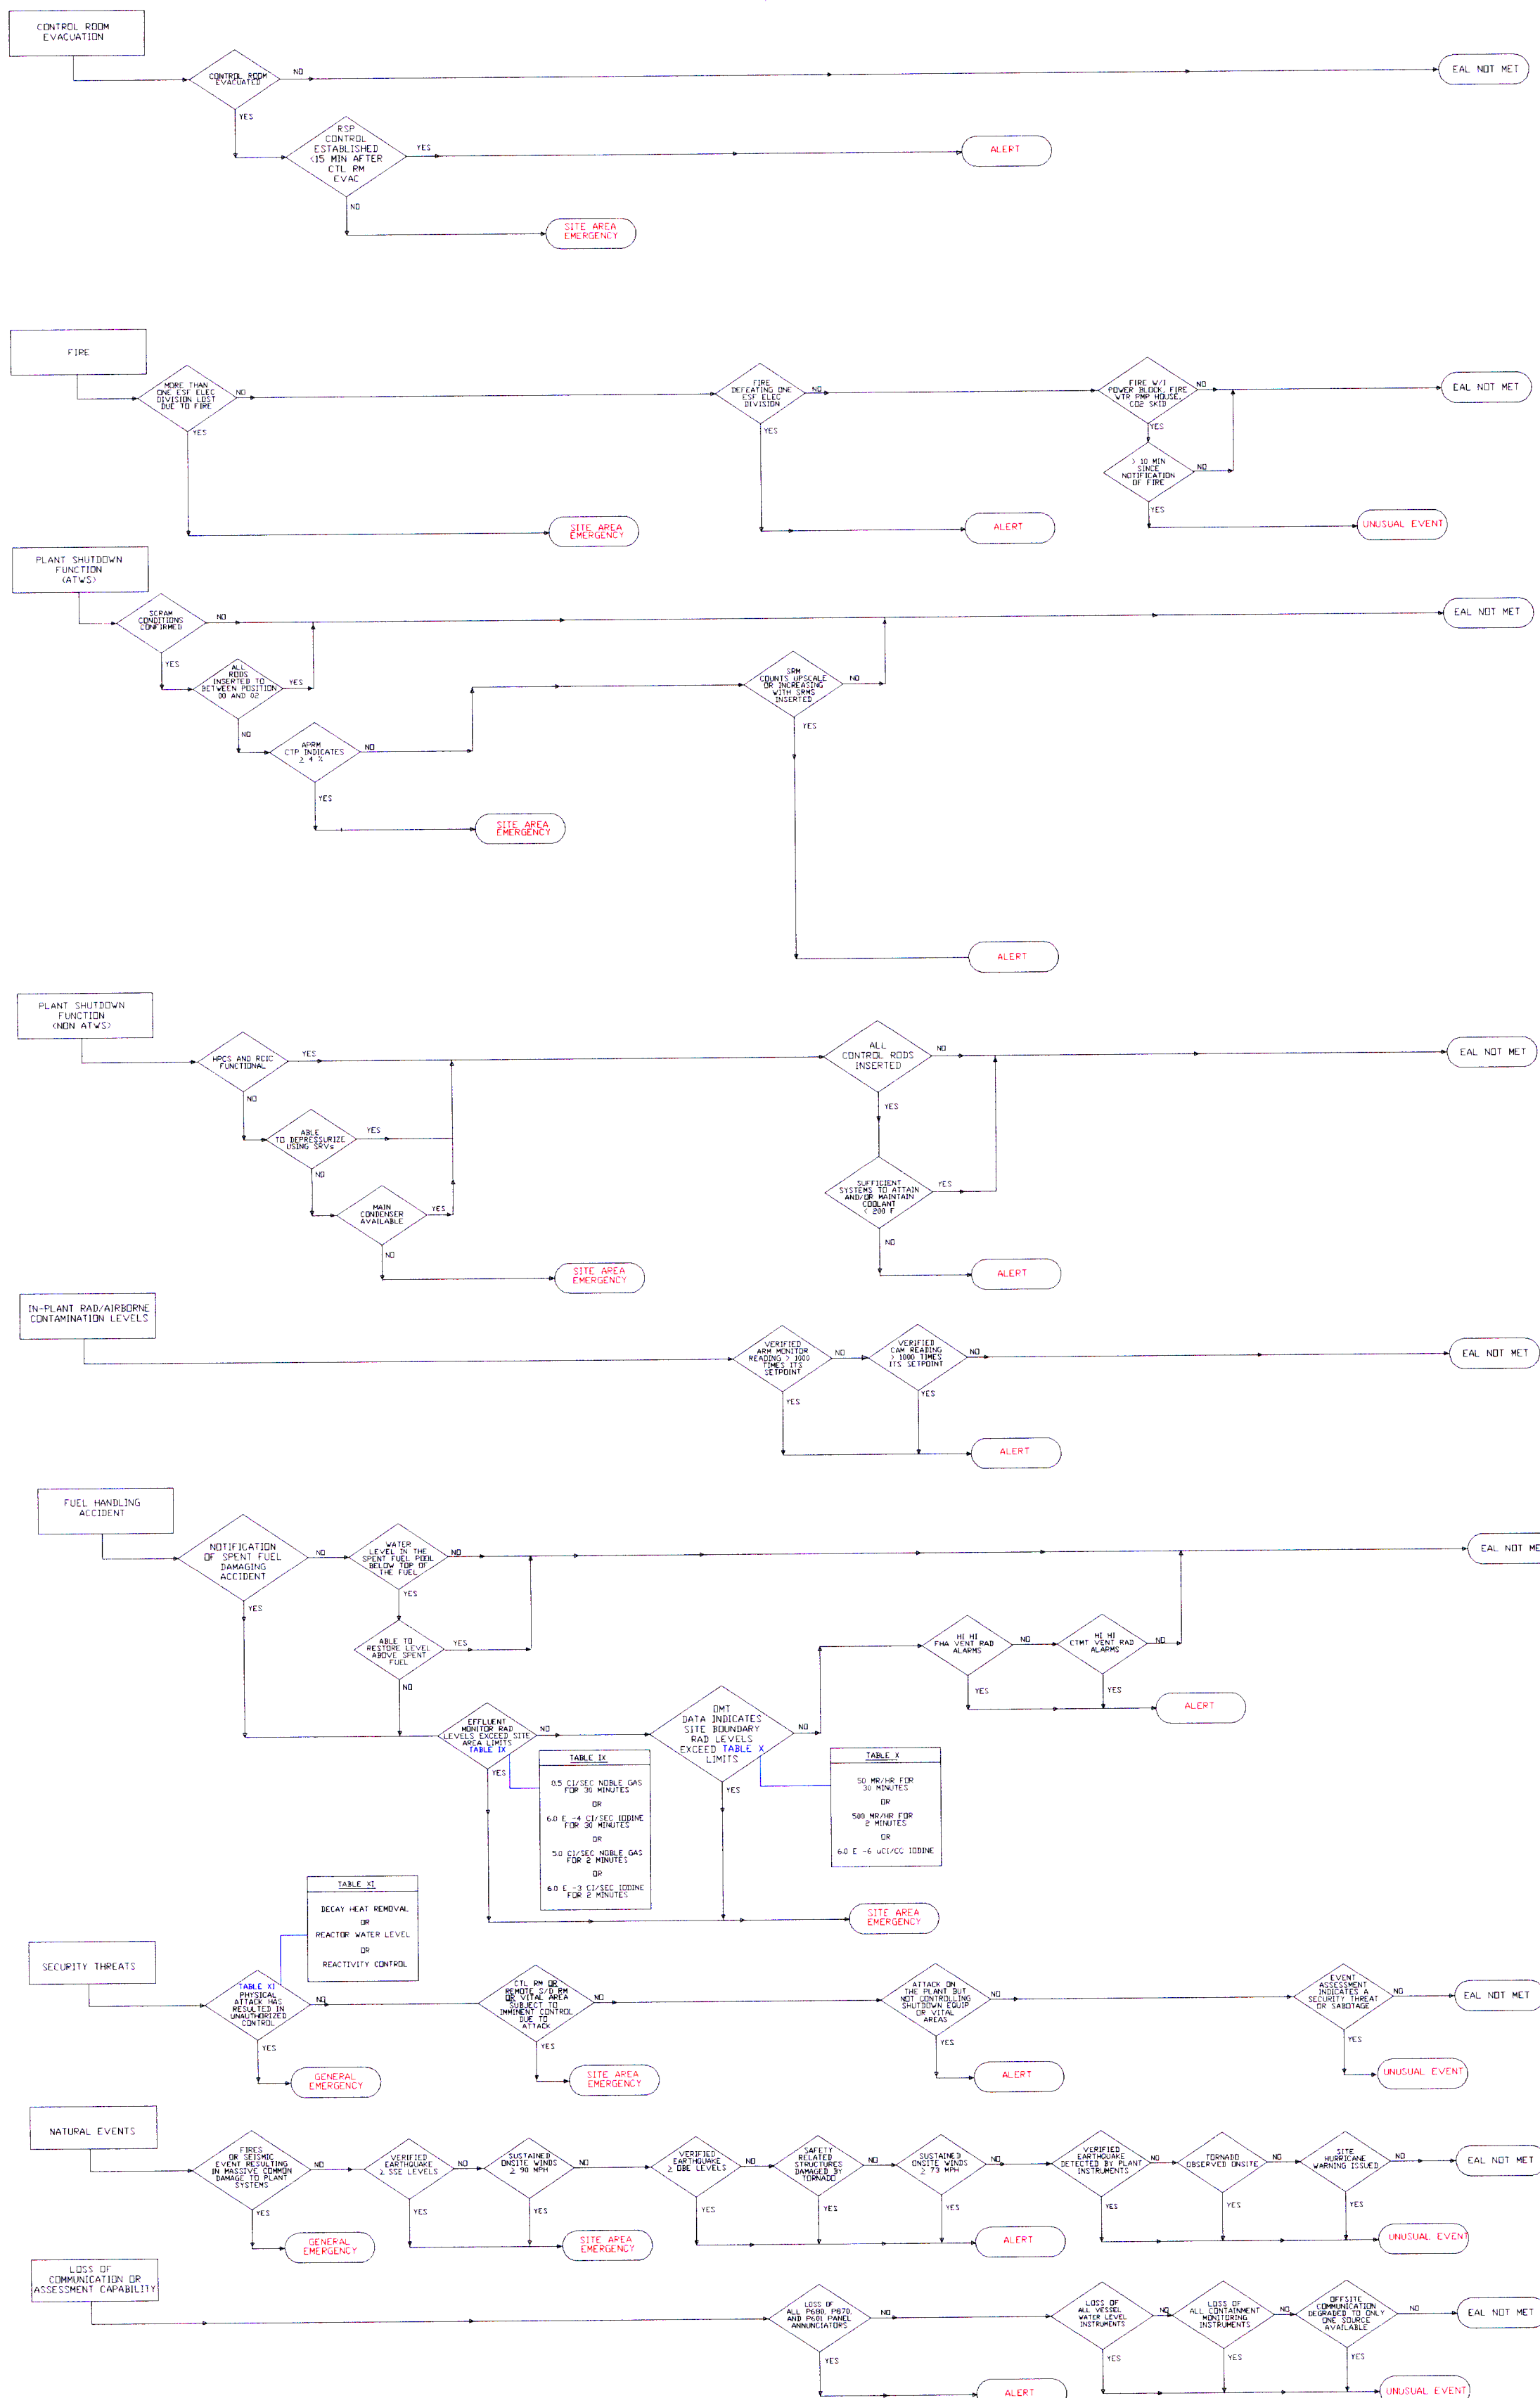 CONTROL ROOM
EVACUATION
CONTROL ROOM
EVACUATED
NO
EAL NOT MET
YES
RSP
CONTROL
ESTABLISHED
<15 MIN AFTER
CTL RM
EVAC
YES
ALERT
NO
SITE AREA
EMERGENCY
FIRE
MORE THAN
ONE ESF ELEC
DIVISION LOST
DUE TO FIRE
NO
YES
FIRE
DEFEATING ONE
ESF ELEC
DIVISION
NO
YES
FIRE W/I
POWER BLOCK, FIRE
WTR PMP HOUSE,
CO2 SKID
NO
EAL NOT MET
YES
> 10 MIN
SINCE
NOTIFICATION
OF FIRE
NO
YES
SITE AREA
EMERGENCY
ALERT
UNUSUAL EVENT
PLANT SHUTDOWN
FUNCTION
(ATWS)
SCRAM
CONDITIONS
CONFIRMED
NO
EAL NOT MET
YES
ALL
RODS
INSERTED TO
BETWEEN POSITION
00 AND 02
YES
NO
APRM
CTP INDICATES
≥ 4 %
NO
YES
SRM
COUNTS UPSCALE
OR INCREASING
WITH SRMS
INSERTED
NO
YES
SITE AREA
EMERGENCY
ALERT
PLANT SHUTDOWN
FUNCTION
(NON ATWS)
HPCS AND RCIC
FUNCTIONAL
YES
NO
ABLE
TO DEPRESSURIZE
USING SRVs
YES
NO
MAIN
CONDENSER
AVAILABLE
YES
NO
SITE AREA
EMERGENCY
ALL
CONTROL RODS
INSERTED
NO
EAL NOT MET
YES
SUFFICIENT
SYSTEMS TO ATTAIN
AND/OR MAINTAIN
COOLANT
< 200 F
YES
NO
ALERT
IN-PLANT RAD/AIRBORNE
CONTAMINATION LEVELS
VERIFIED
ARM MONITOR
READING > 1000
TIMES ITS
SETPOINT
NO
YES
VERIFIED
CAM READING
> 1000 TIMES
ITS SETPOINT
NO
YES
EAL NOT MET
ALERT
FUEL HANDLING
ACCIDENT
NOTIFICATION
OF SPENT FUEL
DAMAGING
ACCIDENT
NO
YES
WATER
LEVEL IN THE
SPENT FUEL POOL
BELOW TOP OF
THE FUEL
NO
EAL NOT ME
YES
ABLE TO
RESTORE LEVEL
ABOVE SPENT
FUEL
YES
NO
EFFLUENT
MONITOR RAD
LEVELS EXCEED SITE
AREA LIMITS
TABLE IX
NO
YES
DMT
DATA INDICATES
SITE BOUNDARY
RAD LEVELS
EXCEED TABLE X
LIMITS
NO
YES
HI HI
FHA VENT RAD
ALARMS
NO
YES
HI HI
CTMT VENT RAD
ALARMS
NO
YES
ALERT
TABLE IX
0.5 CI/SEC NOBLE GAS
FOR 30 MINUTES
OR
6.0 E -4 CI/SEC IODINE
FOR 30 MINUTES
OR
5.0 CI/SEC NOBLE GAS
FOR 2 MINUTES
OR
6.0 E -3 CI/SEC IODINE
FOR 2 MINUTES
TABLE X
50 MR/HR FOR
30 MINUTES
OR
500 MR/HR FOR
2 MINUTES
OR
6.0 E -6 uCI/CC IODINE
SITE AREA
EMERGENCY
TABLE XI
DECAY HEAT REMOVAL
OR
REACTOR WATER LEVEL
OR
REACTIVITY CONTROL
SECURITY THREATS
TABLE XI
PHYSICAL
ATTACK HAS
RESULTED IN
UNAUTHORIZED
CONTROL
NO
YES
GENERAL
EMERGENCY
CTL RM OR
REMOTE S/D RM
OR VITAL AREA
SUBJECT TO
IMMINENT CONTROL
DUE TO
ATTACK
NO
YES
SITE AREA
EMERGENCY
ATTACK ON
THE PLANT BUT
NOT CONTROLLING
SHUTDOWN EQUIP
OR VITAL
AREAS
NO
YES
ALERT
EVENT
ASSESSMENT
INDICATES A
SECURITY THREAT
OR SABOTAGE
NO
EAL NOT MET
YES
UNUSUAL EVENT
NATURAL EVENTS
FIRES
OR SEISMIC
EVENT RESULTING
IN MASSIVE COMMON
DAMAGE TO PLANT
SYSTEMS
NO
YES
GENERAL
EMERGENCY
VERIFIED
EARTHQUAKE
≥ SSE LEVELS
NO
YES
SUSTAINED
ONSITE WINDS
≥ 90 MPH
NO
YES
SITE AREA
EMERGENCY
VERIFIED
EARTHQUAKE
≥ OBE LEVELS
NO
YES
SAFETY
RELATED
STRUCTURES
DAMAGED BY
TORNADO
NO
YES
SUSTAINED
ONSITE WINDS
≥ 73 MPH
NO
YES
ALERT
VERIFIED
EARTHQUAKE
DETECTED BY PLANT
INSTRUMENTS
NO
YES
TORNADO
OBSERVED ONSITE
NO
YES
SITE
HURRICANE
WARNING ISSUED
NO
EAL NOT MET
YES
UNUSUAL EVENT
LOSS OF
COMMUNICATION OR
ASSESSMENT CAPABILITY
LOSS OF
ALL P680, P870,
AND P601 PANEL
ANNUNCIATORS
NO
YES
ALERT
LOSS OF
ALL VESSEL
WATER LEVEL
INSTRUMENTS
NO
YES
LOSS OF
ALL CONTAINMENT
MONITORING
INSTRUMENTS
NO
YES
OFFSITE
COMMUNICATION
DEGRADED TO ONLY
ONE SOURCE
AVAILABLE
NO
EAL NOT MET
YES
UNUSUAL EVENT